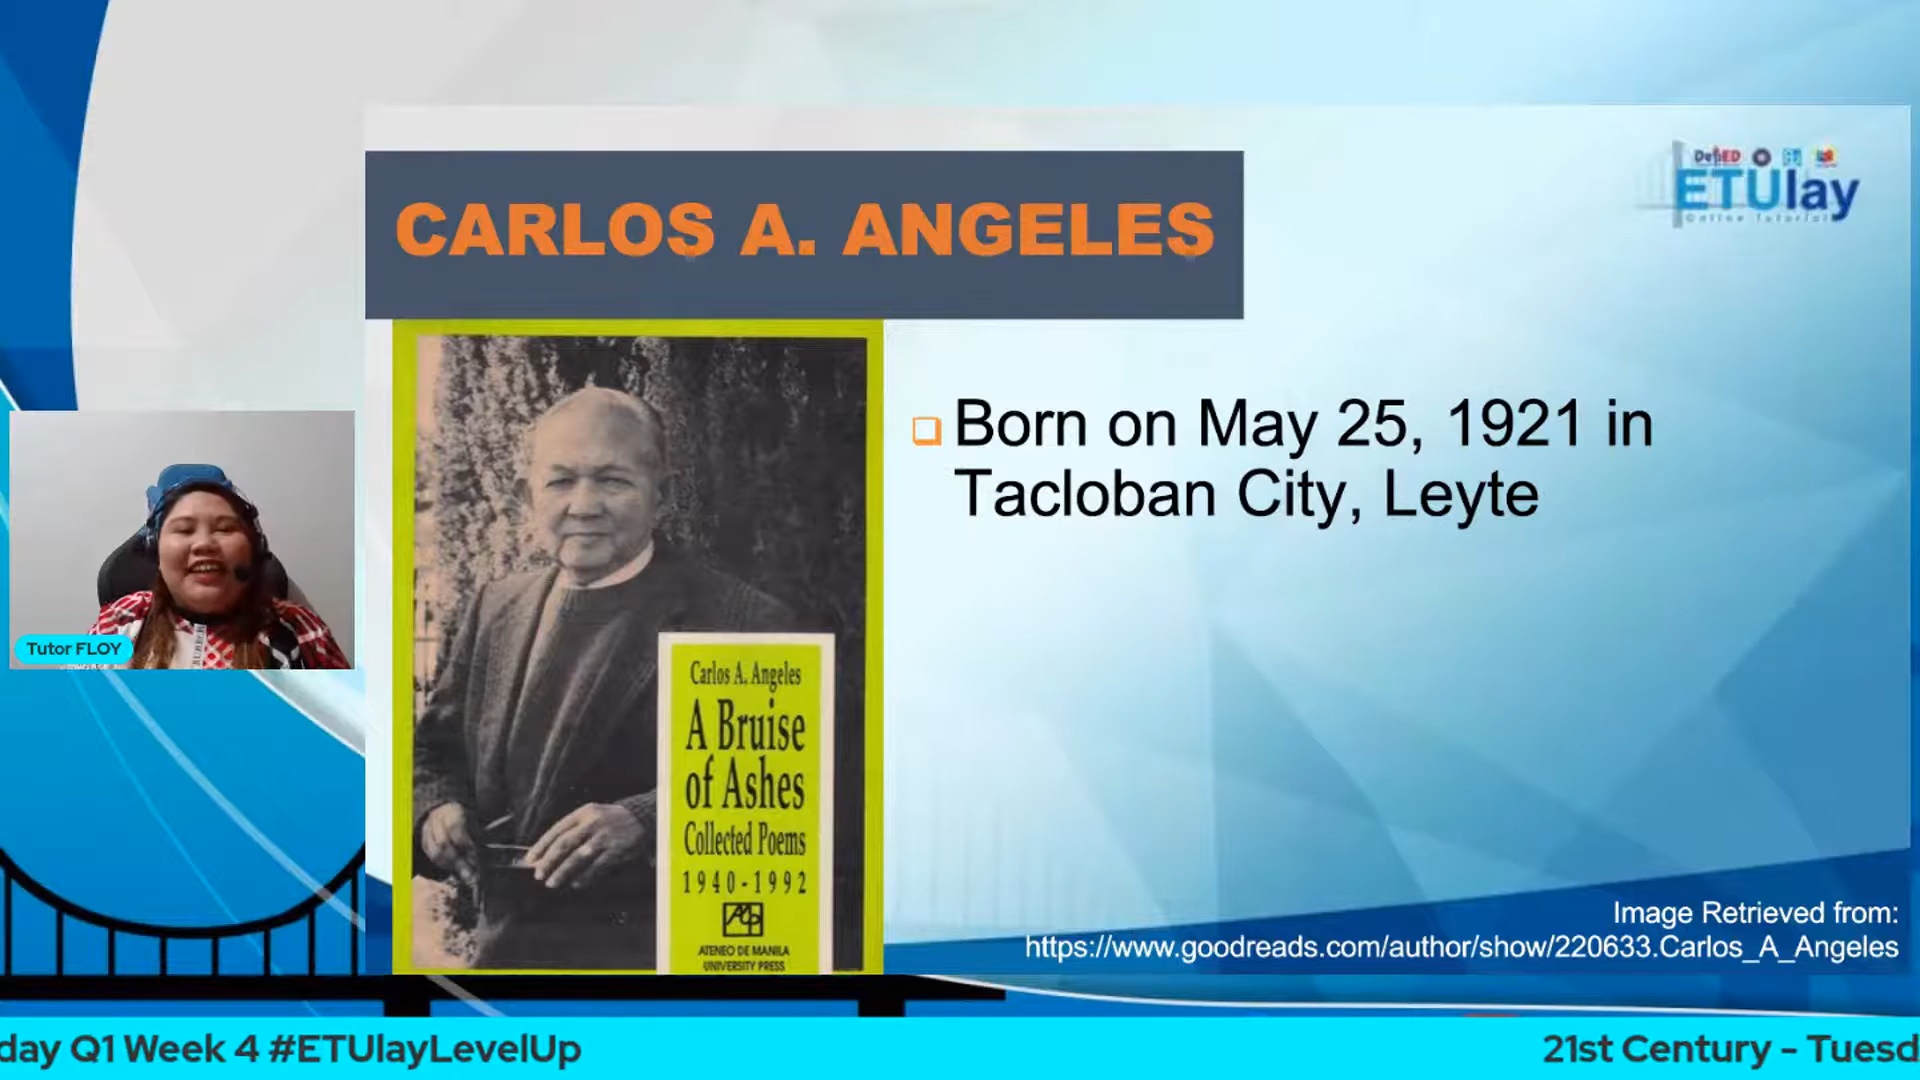 DepED
ETUlay
Online Tutorial
CARLOS A. ANGELES
Born on May 25, 1921 in
Tacloban City, Leyte
Tutor FLOY
Carlos A. Angeles
A Bruise
of Ashes
Collected Poems
1940-1992
ATENEO DE MANILA
UNIVERSITY PRESS
Image Retrieved from:
https://www.goodreads.com/author/show/220633.Carlos_A_Angeles
day Q1 Week 4 #ETUlayLevelUp
21st Century - Tuesd